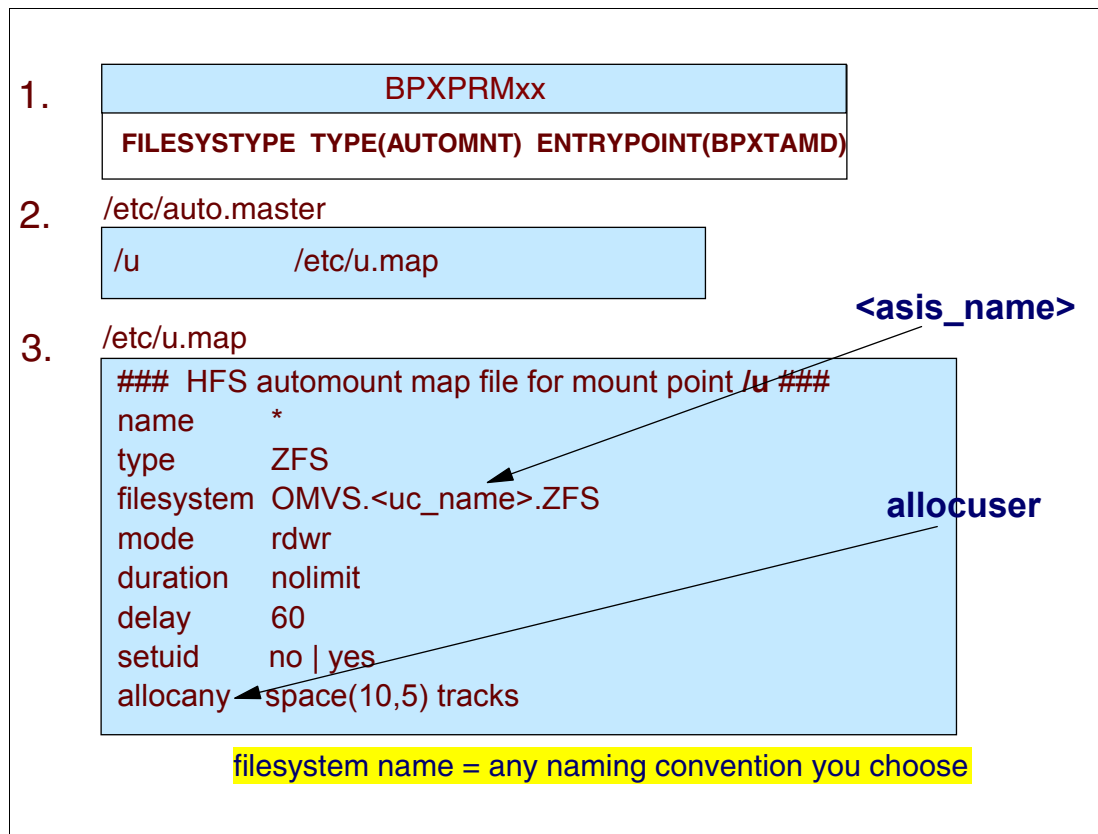 1.
BPXPRMxx
FILESYSTYPE TYPE(AUTOMNT) ENTRYPOINT(BPXTAMD)
2.
/etc/auto.master
/u /etc/u.map
<asis_name>
3.
/etc/u.map
### HFS automount map file for mount point /u ###
name *
type ZFS
filesystem OMVS.<uc_name>.ZFS
allocuser
mode rdwr
duration nolimit
delay 60
setuid no | yes
allocany space(10,5) tracks
filesystem name = any naming convention you choose